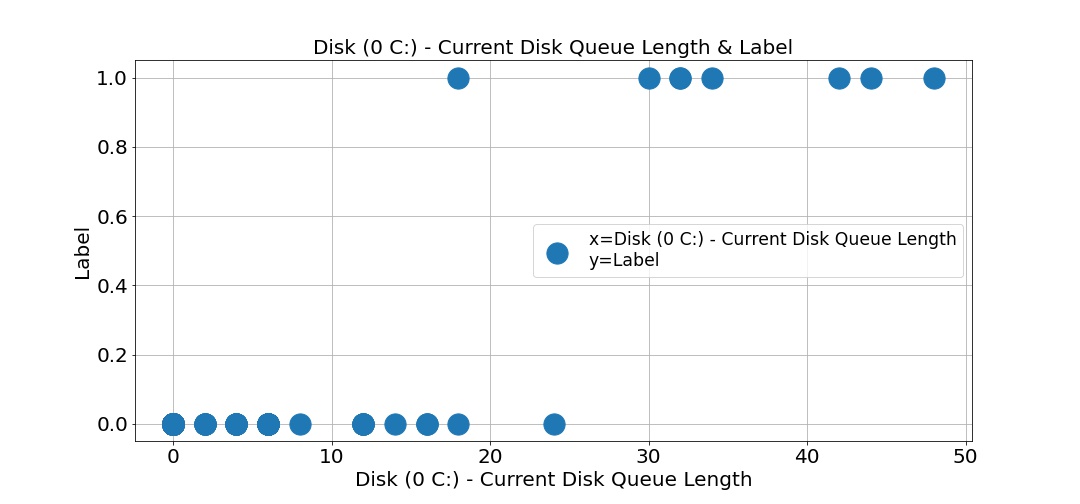 Disk (0 C:) - Current Disk Queue Length & Label
1.0
0.8
0.6
0.4
0.2
0.0
Label
x=Disk (0 C:) - Current Disk Queue Length
y=Label
0 10 20 30 40 50
Disk (0 C:) - Current Disk Queue Length